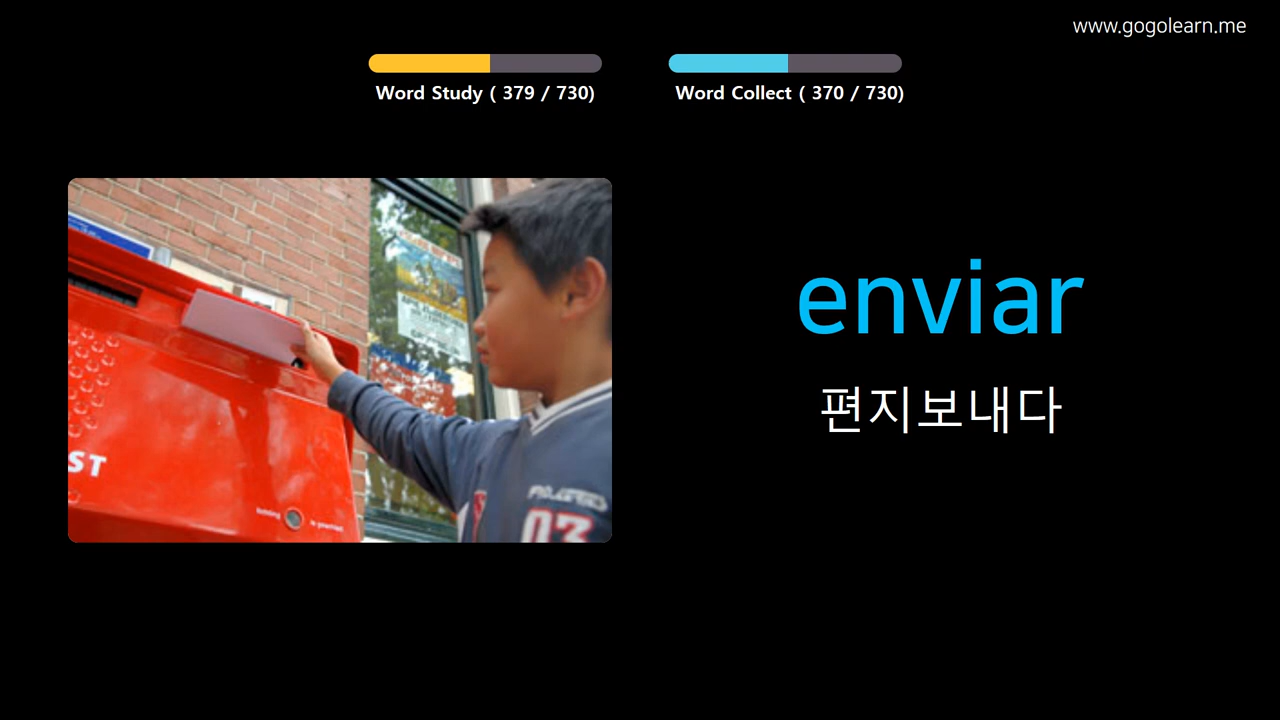 www.gogolearn.me
Word Study ( 379 / 730)
Word Collect ( 370 / 730)
enviar
편지보내다
ST
03